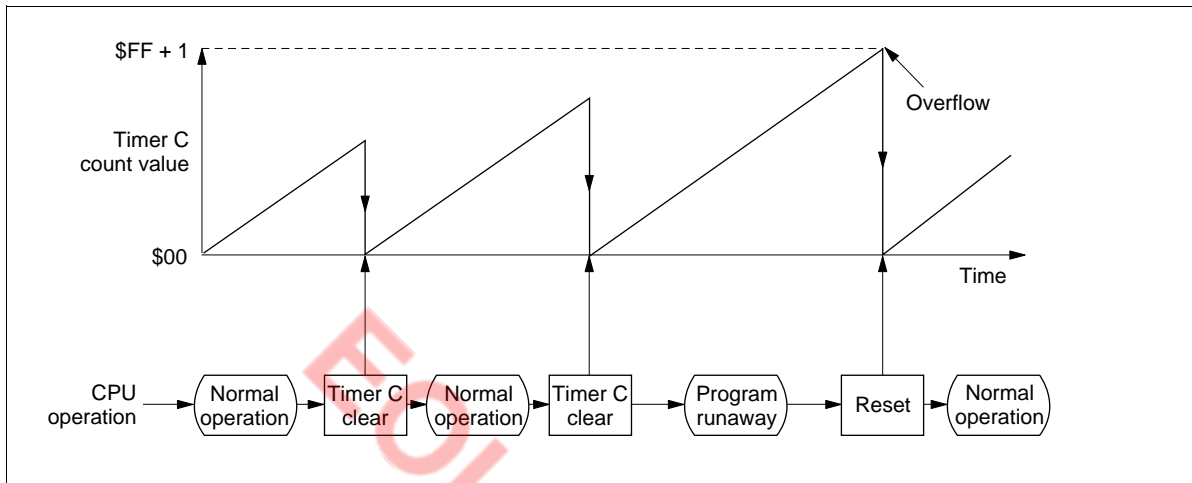 $FF + 1
Overflow
Timer C
count value
$00
Time
CPU
operation
Normal
operation
Timer C
clear
Normal
operation
Timer C
clear
Program
runaway
Reset
Normal
operation